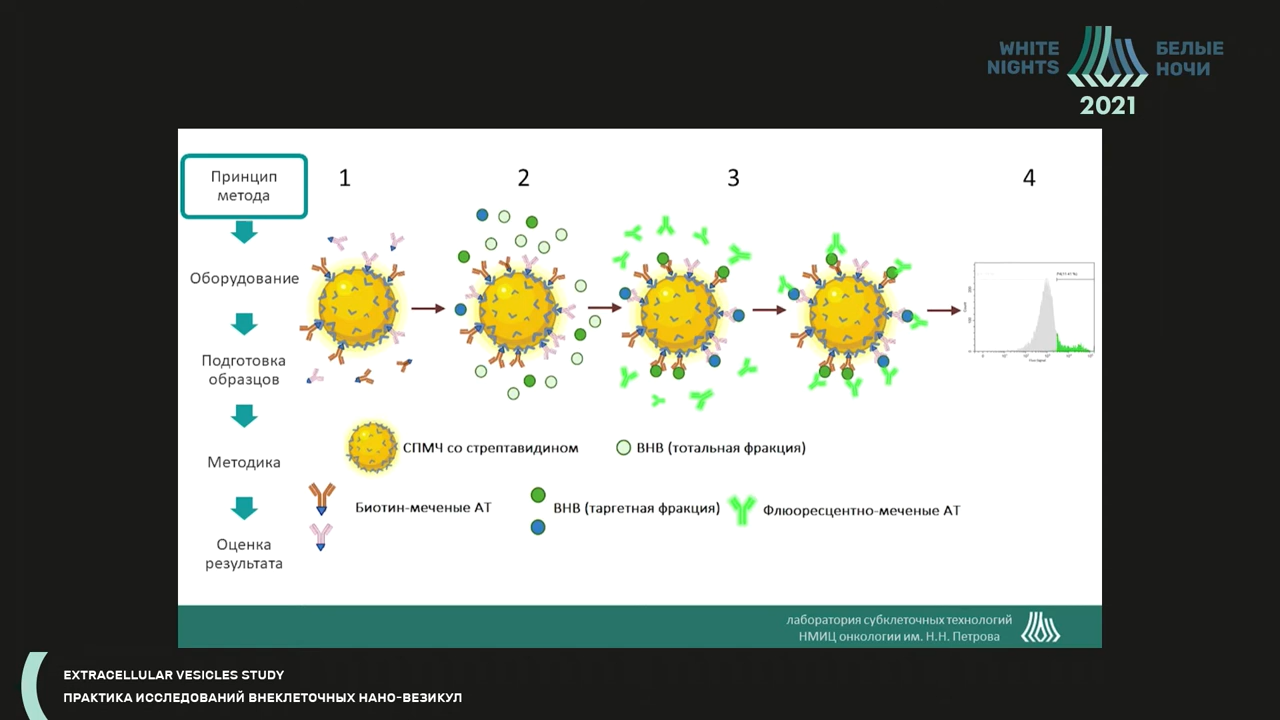 WHITE
NIGHTS
БЕЛЫЕ
НОЧИ
2021
Принцип
метода
1
2
3
4
Оборудование
Подготовка
образцов
Методика
Оценка
результата
СПМЧ со стрептавидином
ВНВ (тотальная фракция)
Биотин-меченые АТ
ВНВ (таргетная фракция)
Флюоресцентно-меченые АТ
лаборатория субклеточных технологий
НМИЦ онкологии им. Н.Н. Петрова
EXTRACELLULAR VESICLES STUDY
ПРАКТИКА ИССЛЕДОВАНИЙ ВНЕКЛЕТОЧНЫХ НАНО-ВЕЗИКУЛ